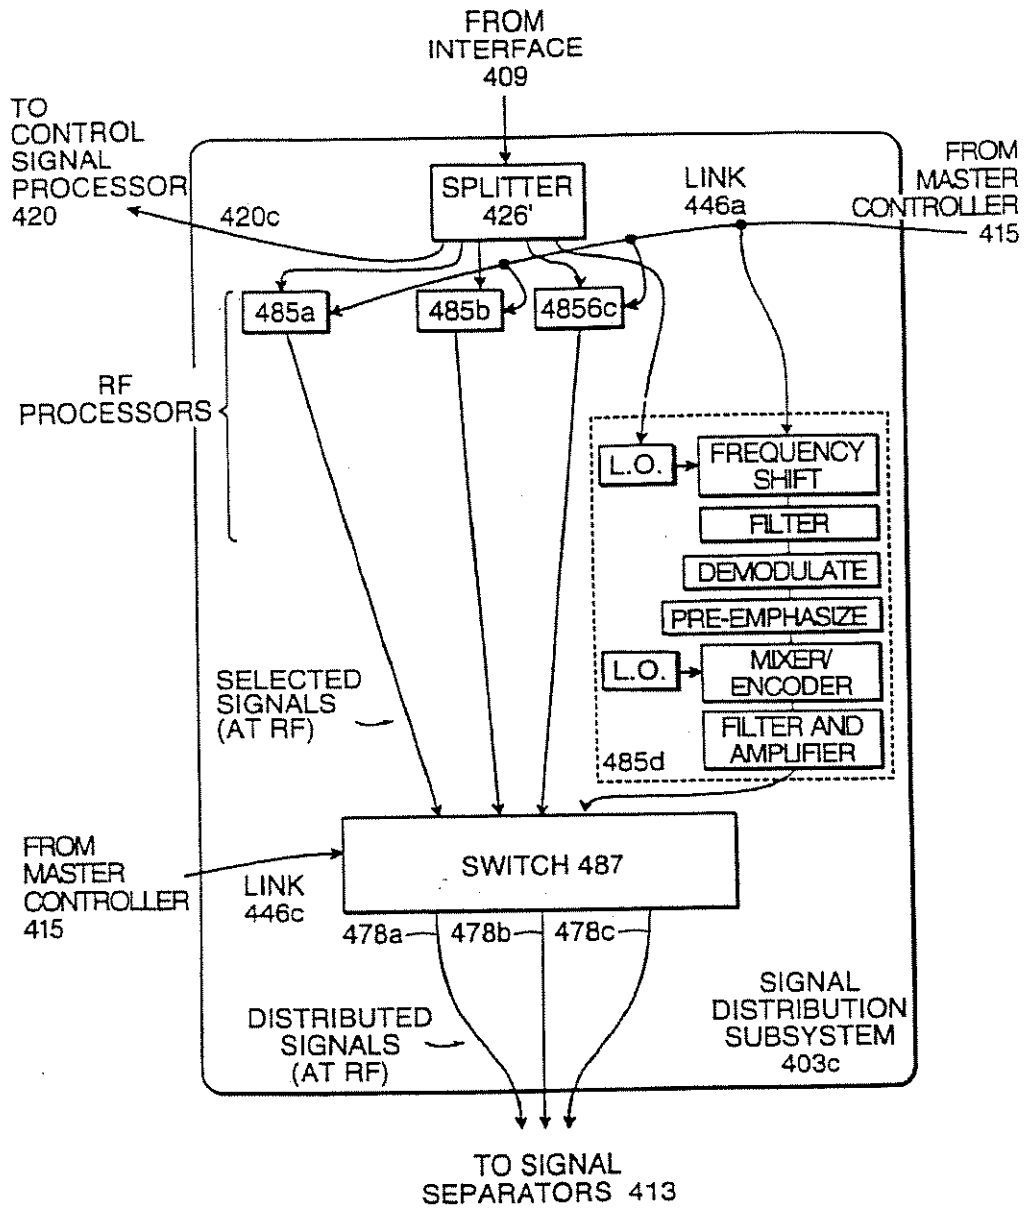 FROM
INTERFACE
409
TO
CONTROL
SIGNAL
PROCESSOR
420
420c
SPLITTER
426'
LINK
446a
FROM
MASTER
CONTROLLER
415
485a
485b
4856c
RF
PROCESSORS
L.O.
FREQUENCY
SHIFT
FILTER
DEMODULATE
PRE-EMPHASIZE
L.O.
MIXER/
ENCODER
FILTER AND
AMPLIFIER
485d
SELECTED
SIGNALS
(AT RF)
FROM
MASTER
CONTROLLER
415
LINK
446c
SWITCH 487
478a
478b
478c
DISTRIBUTED
SIGNALS
(AT RF)
SIGNAL
DISTRIBUTION
SUBSYSTEM
403c
TO SIGNAL
SEPARATORS 413